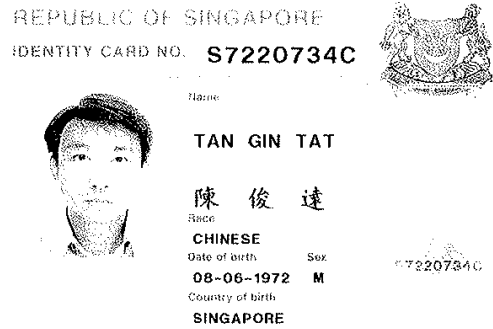 REPUBLIC OF SINGAPORE
IDENTITY CARD NO. S7220734C
Name
TAN GIN TAT
陳 俊 達
Race
CHINESE
Date of birth Sex
08-06-1972 M
Country of birth
SINGAPORE
S7220734C